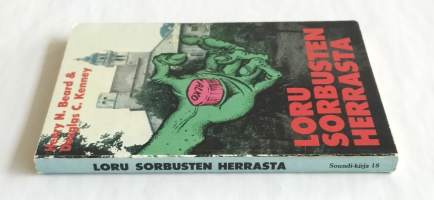 Henry N. Beard &
Douglas C. Kenney
LORU
SORBUSTEN
HERRASTA
LORU SORBUSTEN HERRASTA
Soundi-kirja 18